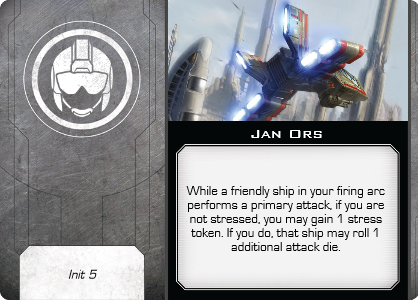 Jan Ors
While a friendly ship in your firing arc
performs a primary attack, if you are
not stressed, you may gain 1 stress
token. If you do, that ship may roll 1
additional attack die.
Init 5